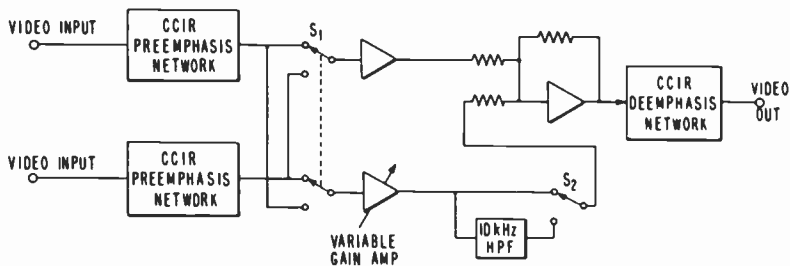 VIDEO INPUT
CCIR
PREEMPHASIS
NETWORK
S1
CCIR
DEEMPHASIS
NETWORK
VIDEO
OUT
VIDEO INPUT
CCIR
PREEMPHASIS
NETWORK
S2
VARIABLE
GAIN AMP
10kHz
HPF